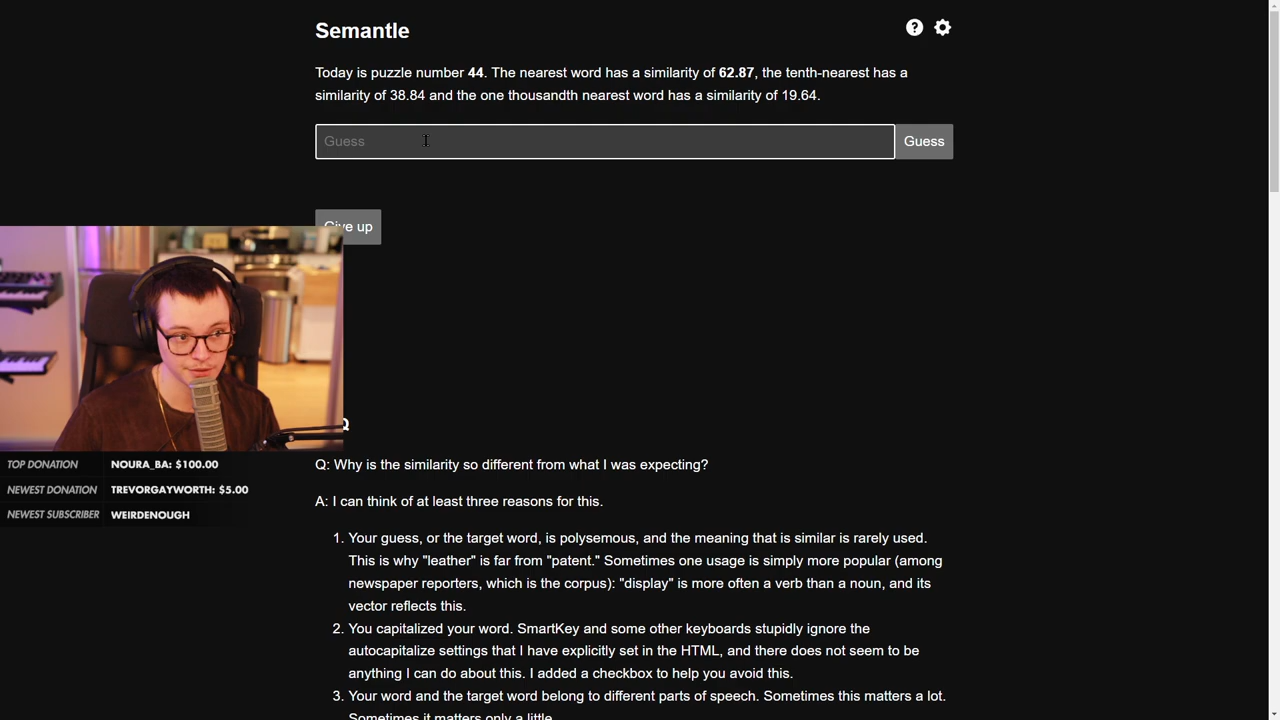 Semantle
Today is puzzle number 44. The nearest word has a similarity of 62.87, the tenth-nearest has a
similarity of 38.84 and the one thousandth nearest word has a similarity of 19.64.
Guess
Guess
Give up
Q
Q: Why is the similarity so different from what I was expecting?
TOP DONATION NOURA_BA: $100.00
NEWEST DONATION TREVORGAYWORTH: $5.00
NEWEST SUBSCRIBER WEIRDENOUGH
A: I can think of at least three reasons for this.
1. Your guess, or the target word, is polysemous, and the meaning that is similar is rarely used.
This is why "leather" is far from "patent." Sometimes one usage is simply more popular (among
newspaper reporters, which is the corpus): "display" is more often a verb than a noun, and its
vector reflects this.
2. You capitalized your word. SmartKey and some other keyboards stupidly ignore the
autocapitalize settings that I have explicitly set in the HTML, and there does not seem to be
anything I can do about this. I added a checkbox to help you avoid this.
3. Your word and the target word belong to different parts of speech. Sometimes this matters a lot.
Sometimes it matters only a little.